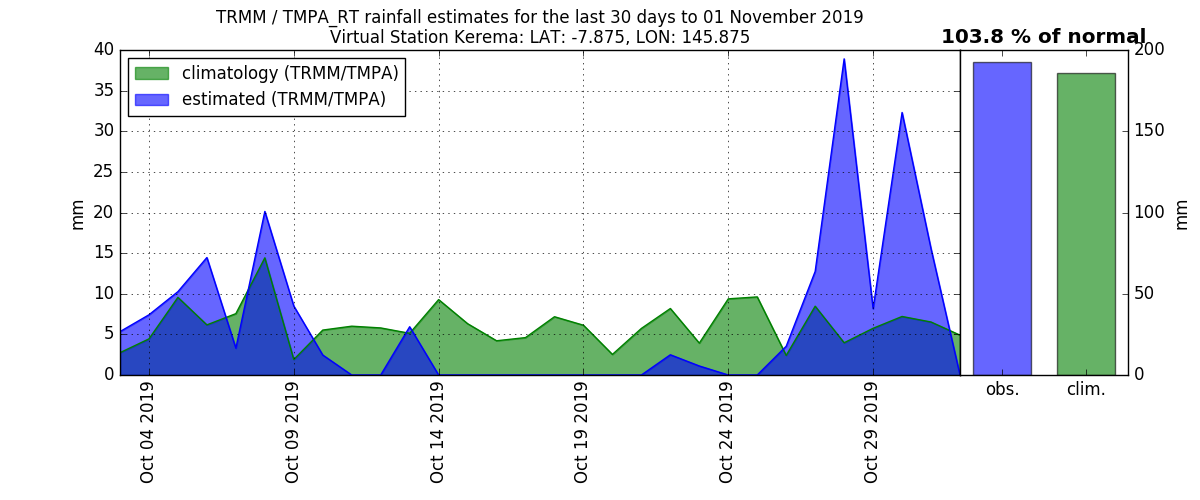 TRMM / TMPA_RT rainfall estimates for the last 30 days to 01 November 2019
Virtual Station Kerema: LAT: -7.875, LON: 145.875
103.8 % of normal
climatology (TRMM/TMPA)
estimated (TRMM/TMPA)
mm
40
35
30
25
20
15
10
5
0
Oct 04 2019
Oct 09 2019
Oct 14 2019
Oct 19 2019
Oct 24 2019
Oct 29 2019
obs.
clim.
200
150
100
50
0
mm